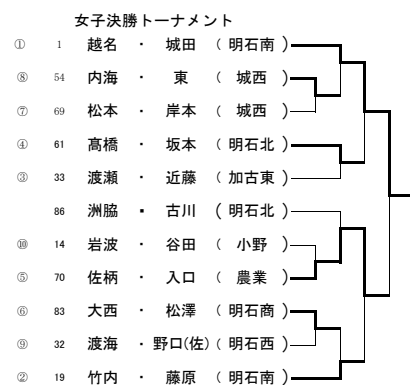 女子決勝トーナメント
① 1 越名 ・ 城田 ( 明石南 )
⑧ 54 内海 ・ 東 ( 城西 )
⑦ 69 松本 ・ 岸本 ( 城西 )
④ 61 髙橋 ・ 坂本 ( 明石北 )
③ 33 渡瀬 ・ 近藤 ( 加古東 )
86 洲脇 ・ 古川 ( 明石北 )
⑩ 14 岩波 ・ 谷田 ( 小野 )
⑤ 70 佐柄 ・ 入口 ( 農業 )
⑥ 83 大西 ・ 松澤 ( 明石商 )
⑨ 32 渡海 ・ 野口(佐) ( 明石西 )
② 19 竹内 ・ 藤原 ( 明石南 )